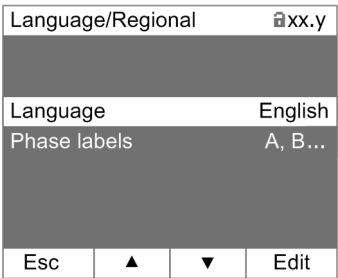 Language/Regional xx.y
Language English
Phase labels A, B...
Esc ▲ ▼ Edit